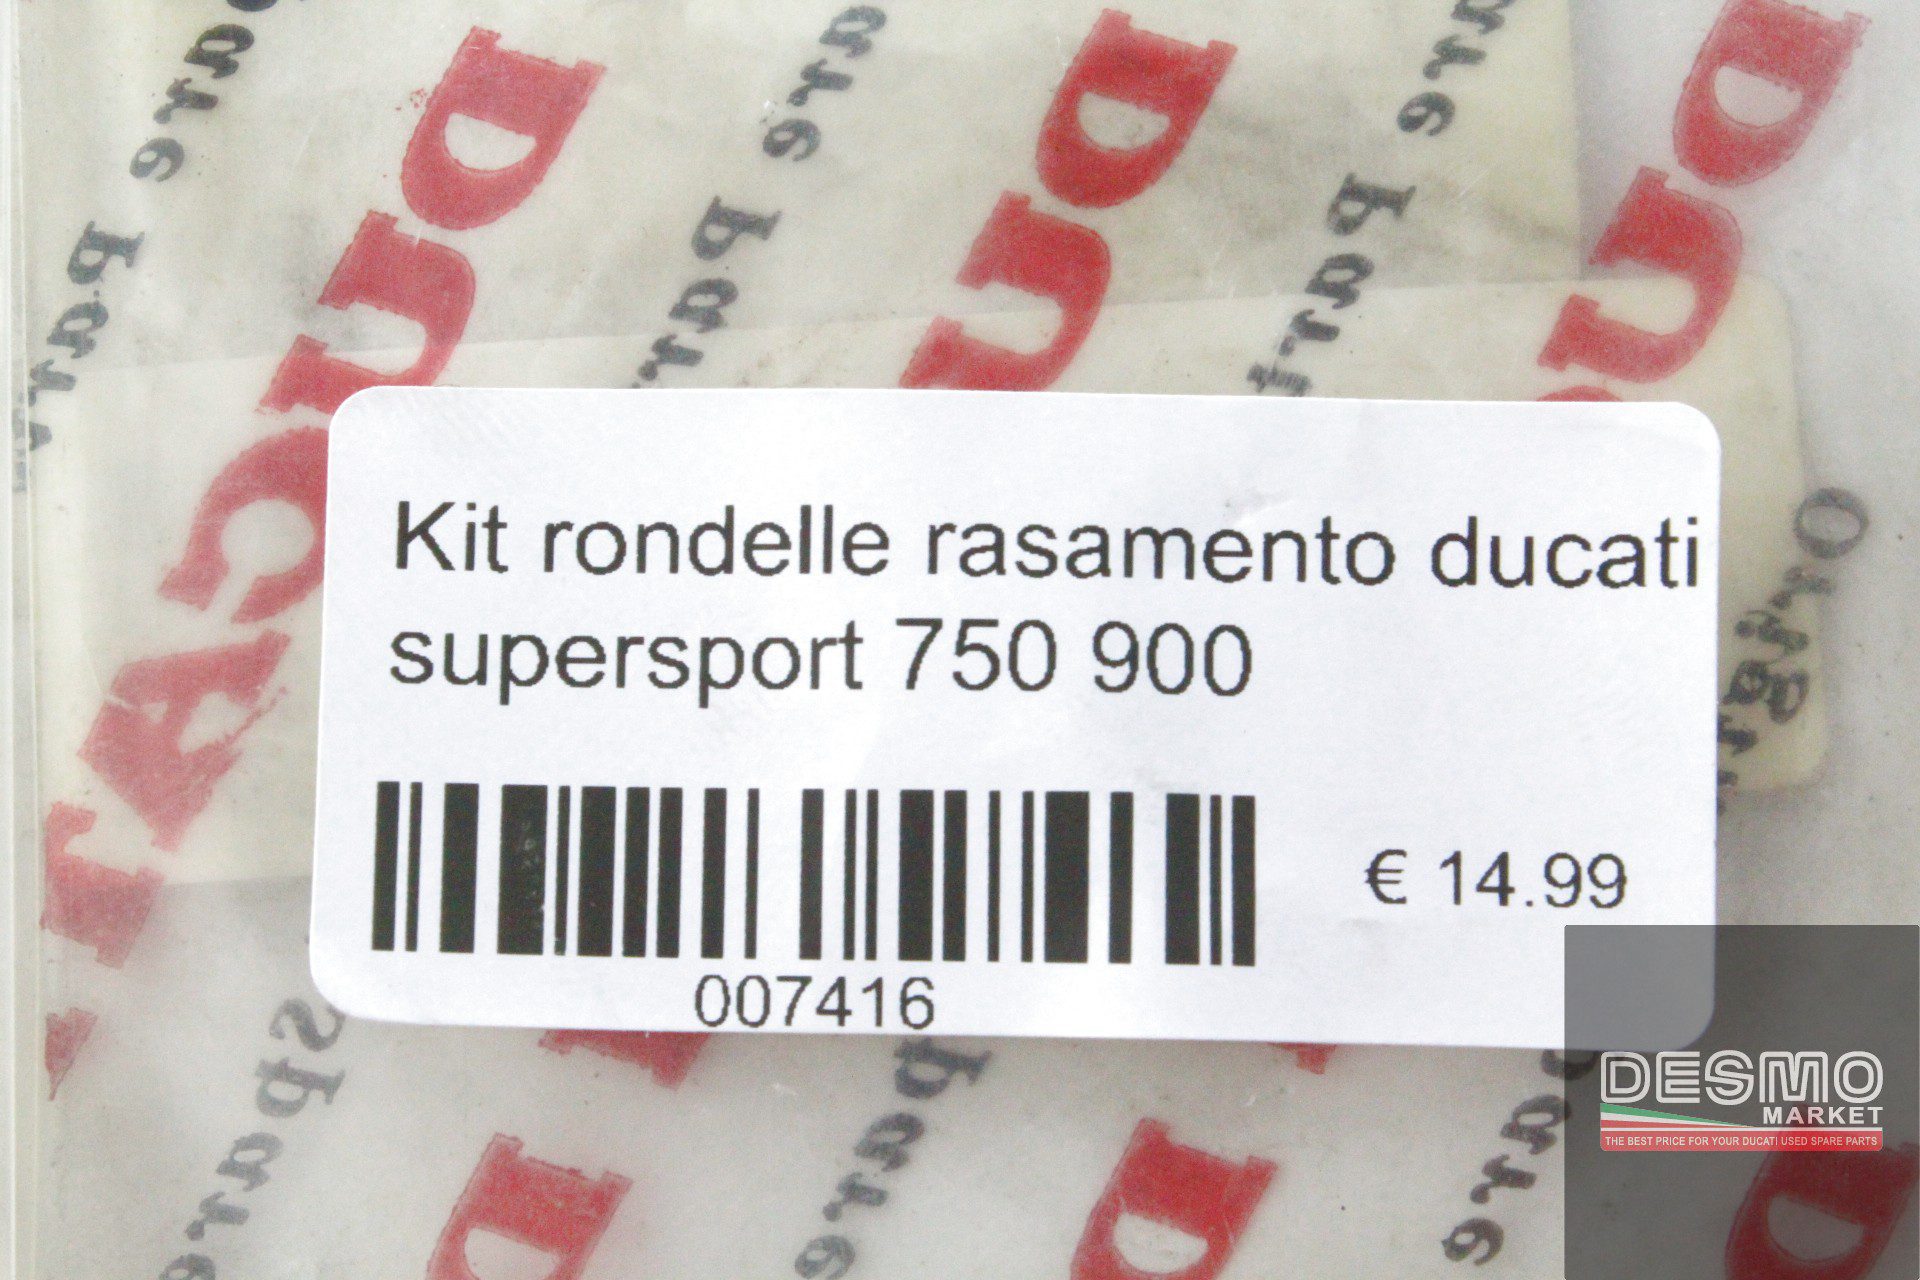 Kit rondelle rasamento ducati
supersport 750 900
€ 14.99
007416
DESMO
MARKET
THE BEST PRICE FOR YOUR DUCATI USED SPARE PARTS
DUCATI